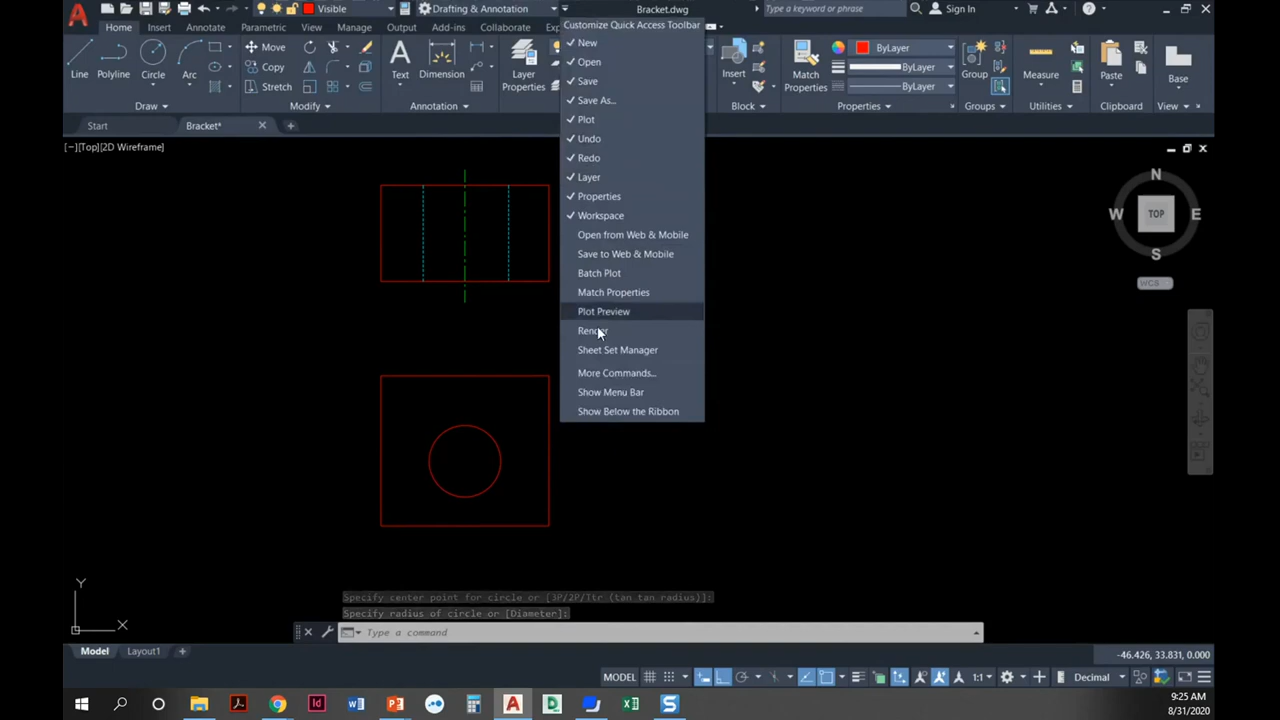 Visible
Drafting & Annotation
Bracket.dwg
Type a keyword or phrase
Sign In
Home
Insert
Annotate
Parametric
View
Manage
Output
Add-ins
Collaborate
Customize Quick Access Toolbar
New
Open
Save
Save As...
Plot
Undo
Redo
Layer
Properties
Workspace
Open from Web & Mobile
Save to Web & Mobile
Batch Plot
Match Properties
Plot Preview
Render
Sheet Set Manager
More Commands...
Show Menu Bar
Show Below the Ribbon
Line
Polyline
Circle
Arc
Draw
Move
Copy
Stretch
Modify
Text
Dimension
Annotation
Layer
Properties
Insert
Block
Match
Properties
ByLayer
ByLayer
ByLayer
Properties
Group
Groups
Measure
Utilities
Paste
Clipboard
Base
View
Start
Bracket*
[−][Top][2D Wireframe]
N
W
TOP
E
S
WCS
Y
X
Specify center point for circle or [3P/2P/Ttr (tan tan radius)]:
Specify radius of circle or [Diameter]:
Type a command
Model
Layout1
-46.426, 33.831, 0.000
MODEL
1:1
Decimal
9:25 AM
8/31/2020